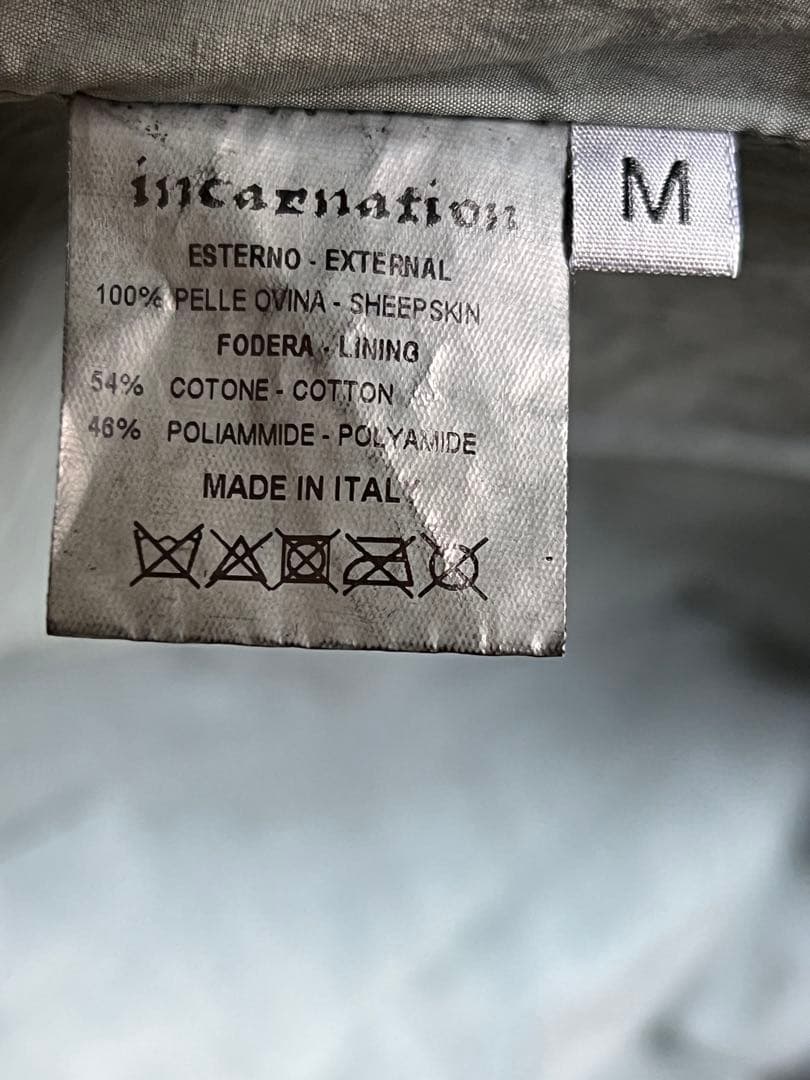 incarnation
M
ESTERNO - EXTERNAL
100% PELLE OVINA - SHEEPSKIN
FODERA - LINING
54% COTONE - COTTON
46% POLIAMMIDE - POLYAMIDE
MADE IN ITALY